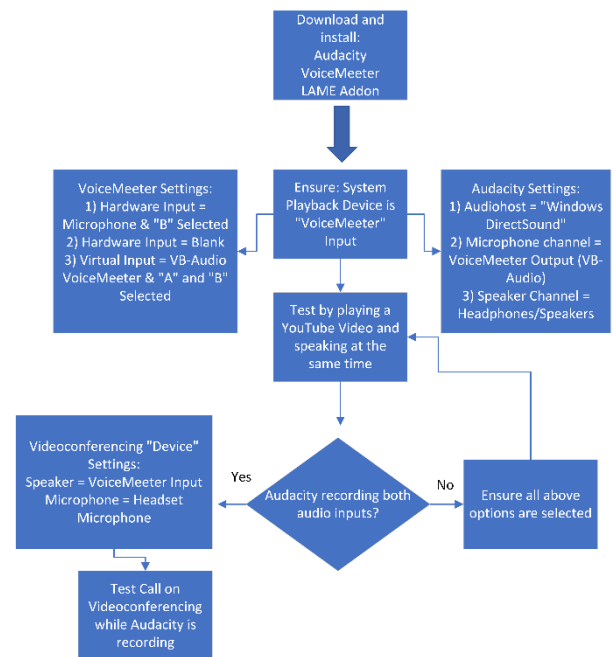 Download and
install:
Audacity
VoiceMeeter
LAME Addon
VoiceMeeter Settings:
1) Hardware Input =
Microphone & "B" Selected
2) Hardware Input = Blank
3) Virtual Input = VB-Audio
VoiceMeeter & "A" and "B"
Selected
Ensure: System
Playback Device is
"VoiceMeeter"
Input
Audacity Settings:
1) Audiohost = "Windows
DirectSound"
2) Microphone channel =
VoiceMeeter Output (VB-
Audio)
3) Speaker Channel =
Headphones/Speakers
Test by playing a
YouTube Video and
speaking at the
same time
Videoconferencing "Device"
Settings:
Speaker = VoiceMeeter Input
Microphone = Headset
Microphone
Yes
Audacity recording both
audio inputs?
No
Ensure all above
options are selected
Test Call on
Videoconferencing
while Audacity is
recording